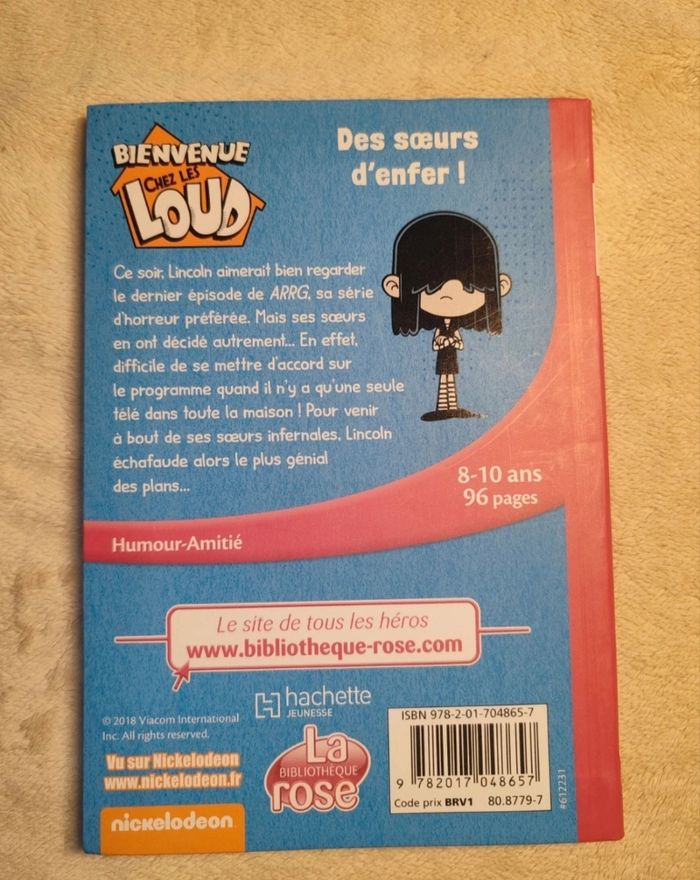 BIENVENUE
CHEZ LES
LOUD
Des sœurs
d'enfer !
Ce soir, Lincoln aimerait bien regarder
le dernier épisode de ARRG, sa série
d'horreur préférée. Mais ses sœurs
en ont décidé autrement... En effet,
difficile de se mettre d'accord sur
le programme quand il n'y a qu'une seule
télé dans toute la maison ! Pour venir
à bout de ses sœurs infernales, Lincoln
échafaude alors le plus génial
des plans...
8-10 ans
96 pages
Humour-Amitié
Le site de tous les héros
www.bibliotheque-rose.com
hachette
JEUNESSE
© 2018 Viacom International
Inc. All rights reserved.
Vu sur Nickelodeon
www.nickelodeon.fr
nickelodeon
La
BIBLIOTHÈQUE
rose
ISBN 978-2-01-704865-7
9 782017 048657
Code prix BRV1 80.8779-7
#612231